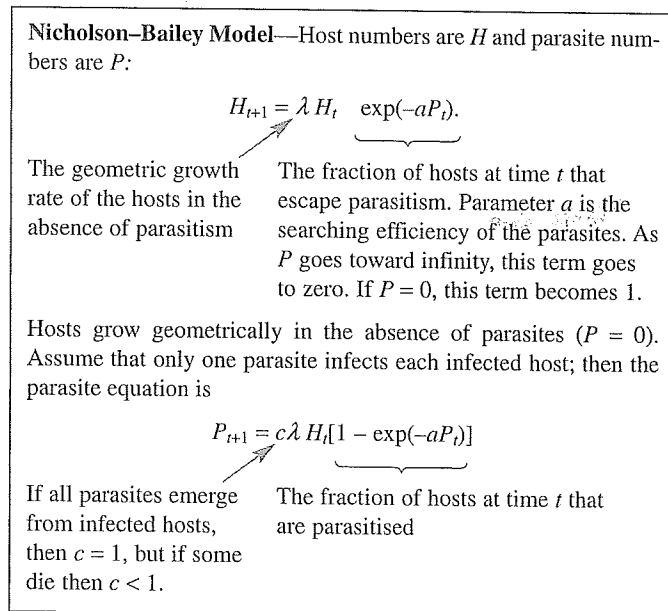 Nicholson–Bailey Model—Host numbers are H and parasite num-
bers are P:
H_{t+1} = λ H_t exp(−aP_t).
The geometric growth
rate of the hosts in the
absence of parasitism
The fraction of hosts at time t that
escape parasitism. Parameter a is the
searching efficiency of the parasites. As
P goes toward infinity, this term goes
to zero. If P = 0, this term becomes 1.
Hosts grow geometrically in the absence of parasites (P = 0).
Assume that only one parasite infects each infected host; then the
parasite equation is
P_{t+1} = cλ H_t[1 − exp(−aP_t)]
If all parasites emerge
from infected hosts,
then c = 1, but if some
die then c < 1.
The fraction of hosts at time t that
are parasitised